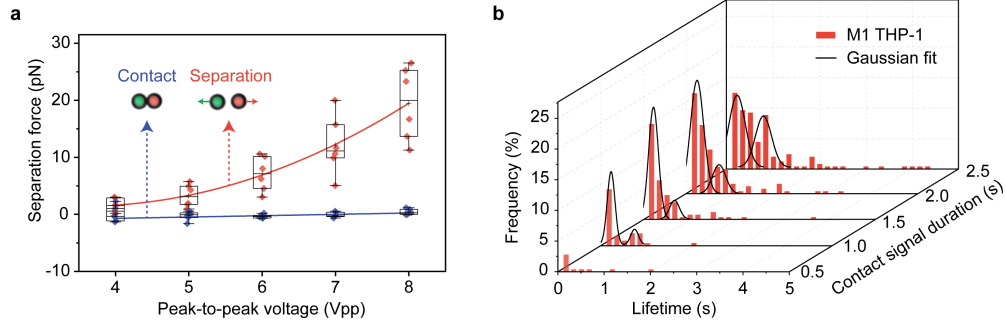 a
Separation force (pN)
30
20
10
0
-10
Contact
Separation
4
5
6
7
8
Peak-to-peak voltage (Vpp)
b
M1 THP-1
Gaussian fit
Frequency (%)
25
20
15
10
5
0
0
1
2
3
4
5
Lifetime (s)
0.5
1.0
1.5
2.0
2.5
Contact signal duration (s)